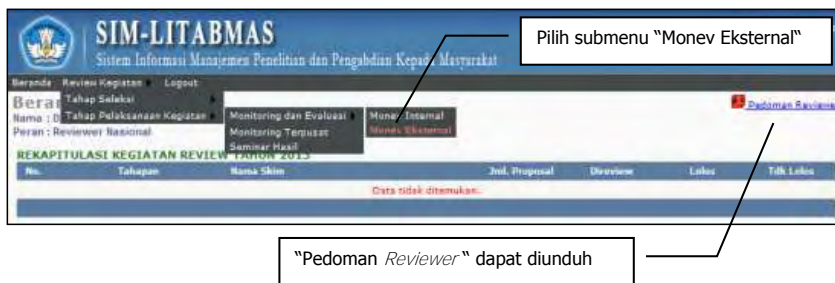 SIM-LITABMAS
Sistem Informasi Manajemen Penelitian dan Pengabdian Kepada Masyarakat
Pilih submenu “Monev Eksternal“
Beranda Review Kegiatan Logout
Tahap Seleksi
Tahap Pelaksanaan Kegiatan
Monitoring dan Evaluasi
Monitoring Terpusat
Seminar Hasil
Monev Internal
Monev Eksternal
Pedoman Reviewer
Nama :
Peran : Reviewer Nasional
REKAPITULASI KEGIATAN REVIEW TAHUN 2013
No. Tahapan Nama Skim Jml. Proposal Direview Lolos Tdk Lolos
Data tidak ditemukan.
“Pedoman Reviewer“ dapat diunduh